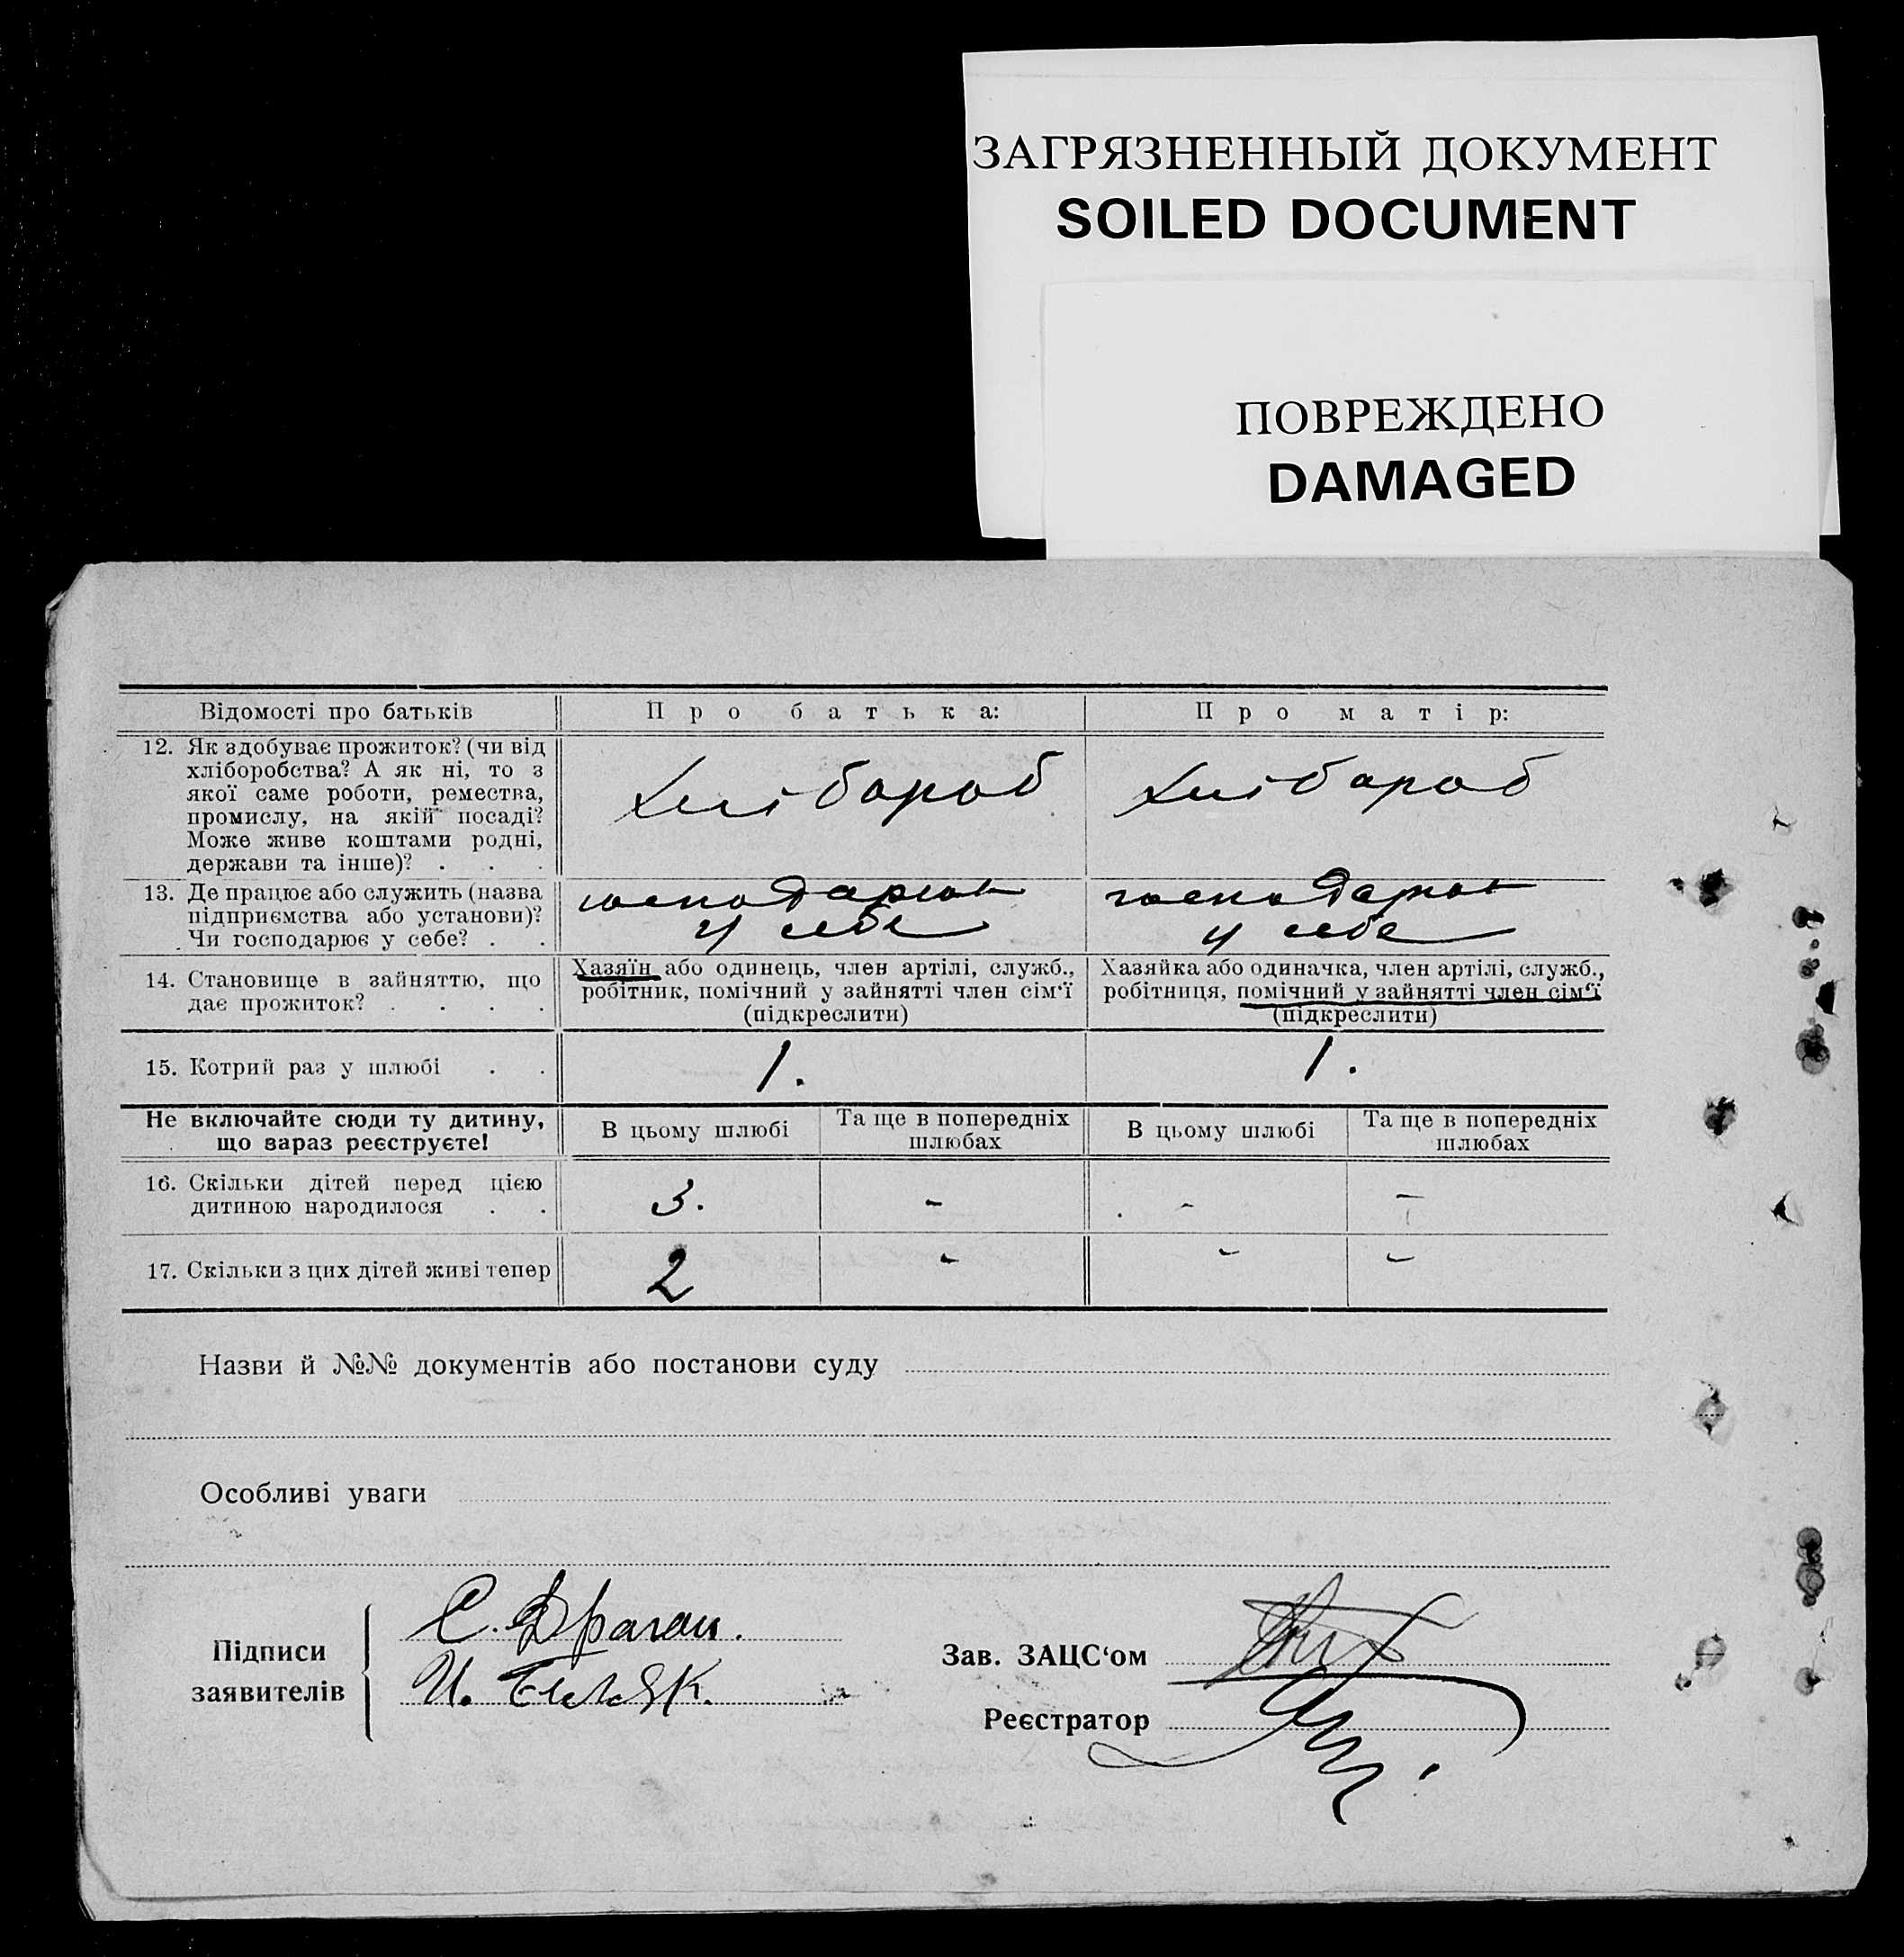 ЗАГРЯЗНЕННЫЙ ДОКУМЕНТ
SOILED DOCUMENT
ПОВРЕЖДЕНО
DAMAGED
Відомості про батьків
Про батька:
Про матір:
12. Як здобуває прожиток? (чи від
хліборобства? А як ні, то з
якої саме роботи, ремества,
промислу, на якій посаді?
Може живе коштами родні,
держави та інше)? . . .
Хлібароб
Хлібароб
13. Де працює або служить (назва
підприємства або установи)?
Чи господарює у себе? . .
у себе
у себе
14. Становище в зайняттю, що
дає прожиток? . . . .
Хазяїн або одинець, член артілі, служб.,
робітник, помічний у зайнятті член сім‘ї
(підкреслити)
Хазяйка або одиначка, член артілі, служб.,
робітниця, помічний у зайнятті член сім‘ї
(підкреслити)
15. Котрий раз у шлюбі . .
1.
1.
Не включайте сюди ту дитину,
що зараз реєструєте!
В цьому шлюбі
Та ще в попередніх
шлюбах
В цьому шлюбі
Та ще в попередніх
шлюбах
16. Скільки дітей перед цією
дитиною народилося . .
3.
-
-
-
17. Скільки з цих дітей живі тепер
2
-
-
-
Назви й №№ документів або постанови суду
Особливі уваги
Підписи
заявителів
С. Драган.
И.
Зав. ЗАЦС‘ом
Реєстратор